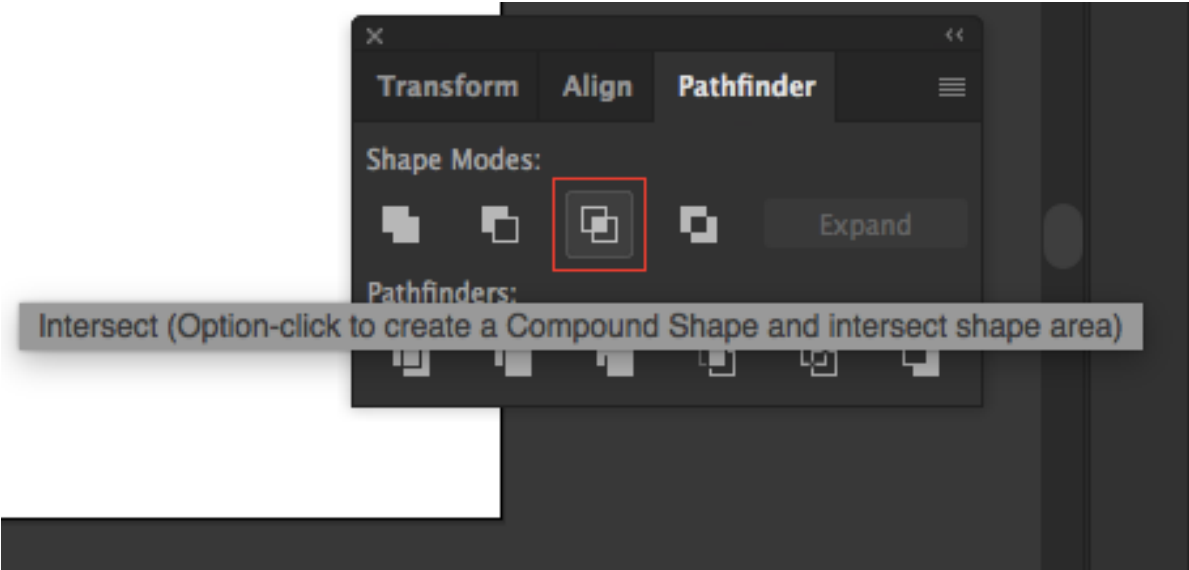 Transform Align Pathfinder
Shape Modes:
Expand
Pathfinders:
Intersect (Option-click to create a Compound Shape and intersect shape area)